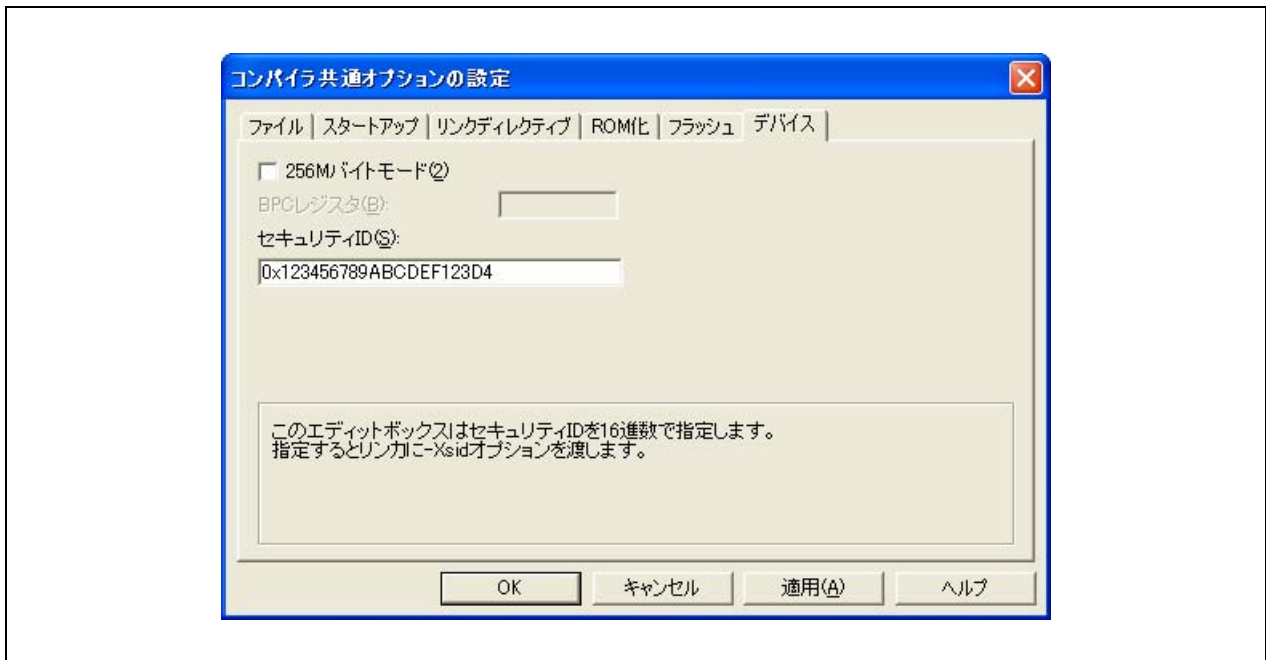 コンパイラ共通オプションの設定
ファイル スタートアップ リンクディレクティブ ROM化 フラッシュ デバイス
256Mバイトモード(2)
BPCレジスタ(B):
セキュリティID(S):
0x123456789ABCDEF123D4
このエディットボックスはセキュリティIDを16進数で指定します。
指定するとリンカに-Xsidオプションを渡します。
OK キャンセル 適用(A) ヘルプ